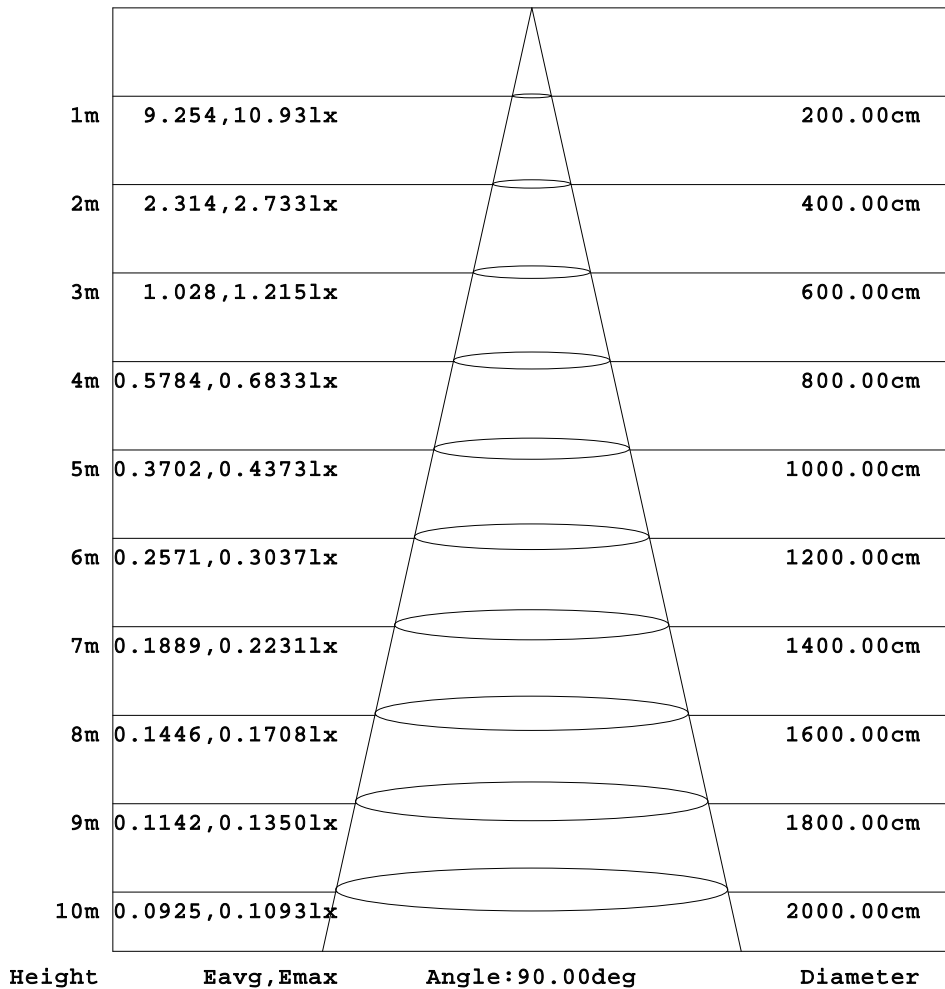 1m 9.254,10.93lx 200.00cm
2m 2.314,2.733lx 400.00cm
3m 1.028,1.215lx 600.00cm
4m 0.5784,0.6833lx 800.00cm
5m 0.3702,0.4373lx 1000.00cm
6m 0.2571,0.3037lx 1200.00cm
7m 0.1889,0.2231lx 1400.00cm
8m 0.1446,0.1708lx 1600.00cm
9m 0.1142,0.1350lx 1800.00cm
10m 0.0925,0.1093lx 2000.00cm
Height Eavg,Emax Angle:90.00deg Diameter